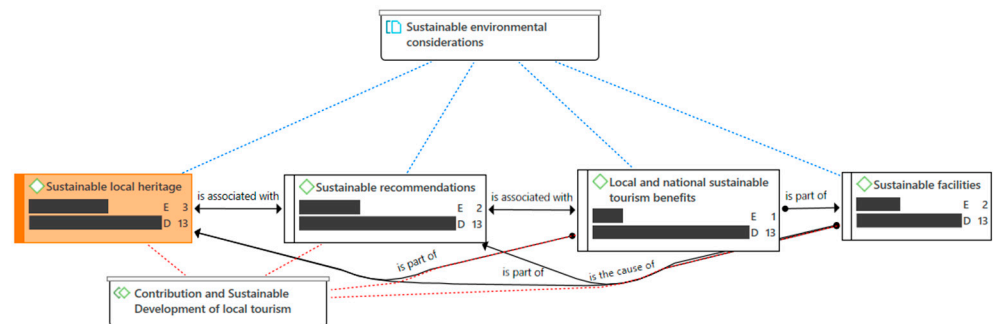 Sustainable environmental
considerations
Sustainable local heritage
E 3
D 13
is associated with
Sustainable recommendations
E 2
D 13
is associated with
Local and national sustainable
tourism benefits
E 1
D 13
is part of
Sustainable facilities
E 2
D 13
is part of
is part of
is the cause of
Contribution and Sustainable
Development of local tourism